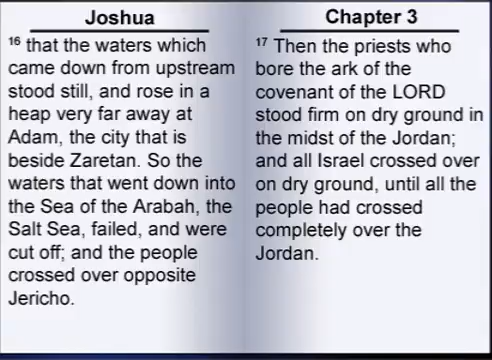 Joshua
16 that the waters which
came down from upstream
stood still, and rose in a
heap very far away at
Adam, the city that is
beside Zaretan. So the
waters that went down into
the Sea of the Arabah, the
Salt Sea, failed, and were
cut off; and the people
crossed over opposite
Jericho.
Chapter 3
17 Then the priests who
bore the ark of the
covenant of the LORD
stood firm on dry ground in
the midst of the Jordan;
and all Israel crossed over
on dry ground, until all the
people had crossed
completely over the
Jordan.